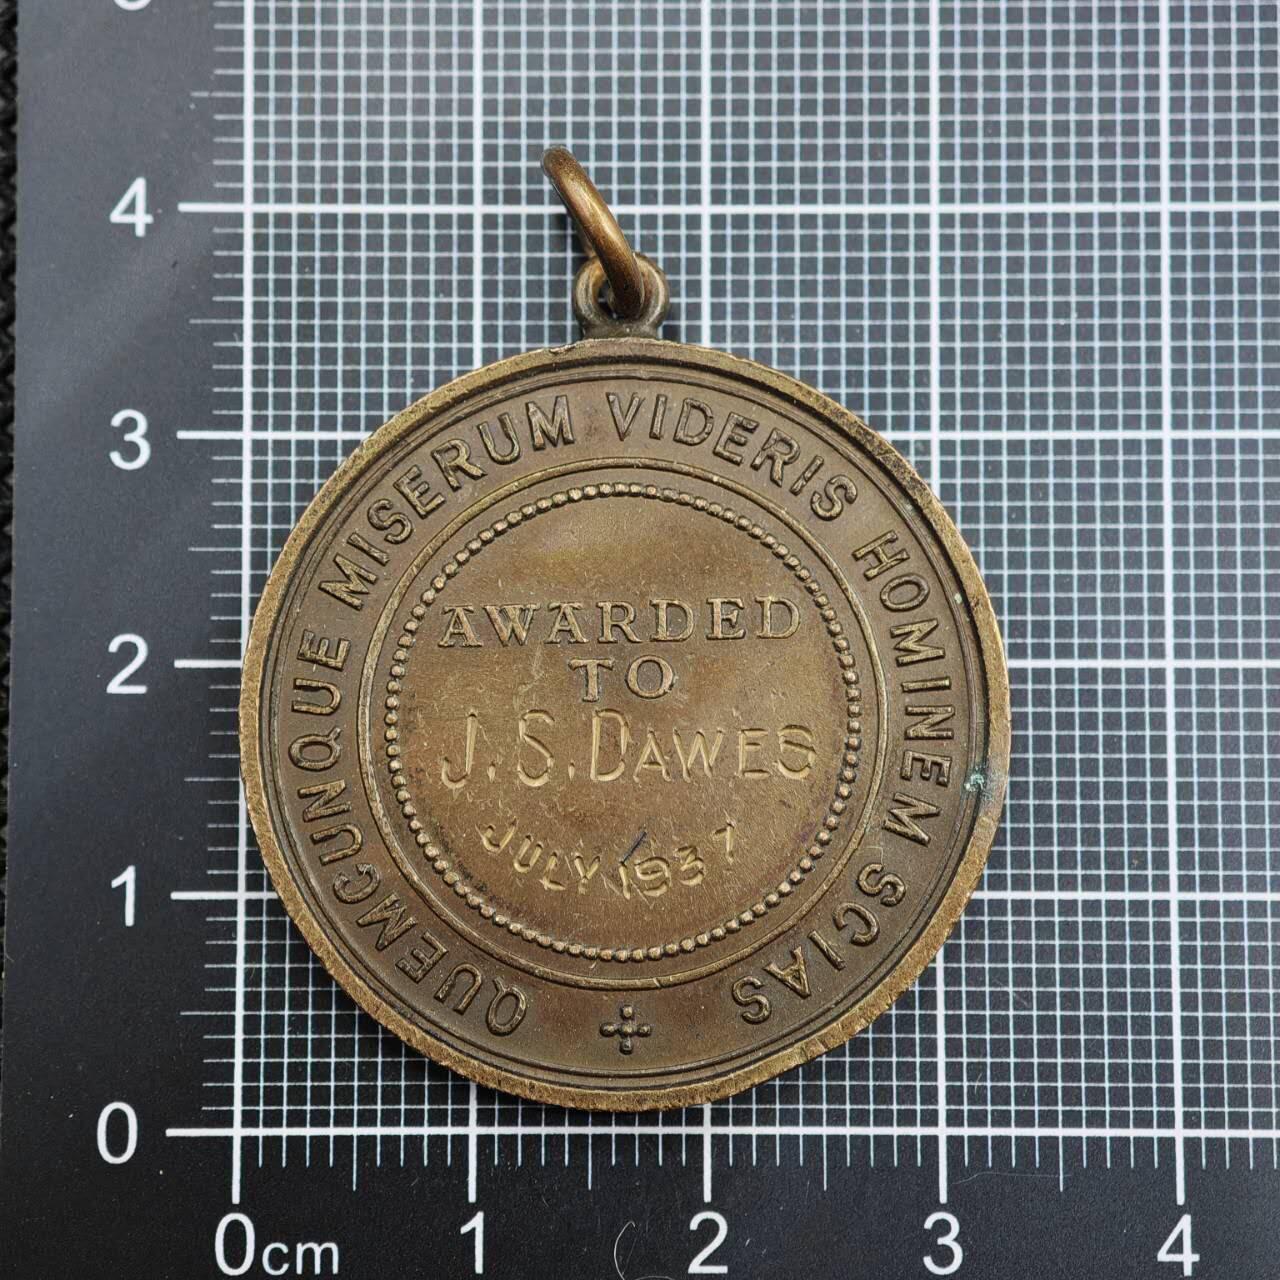 QUEMCUNQUE MISERUM VIDERIS HOMINEM SCIAS
AWARDED
TO
J.S.DAWES
JULY 1937
4
3
2
1
0
0cm 1 2 3 4